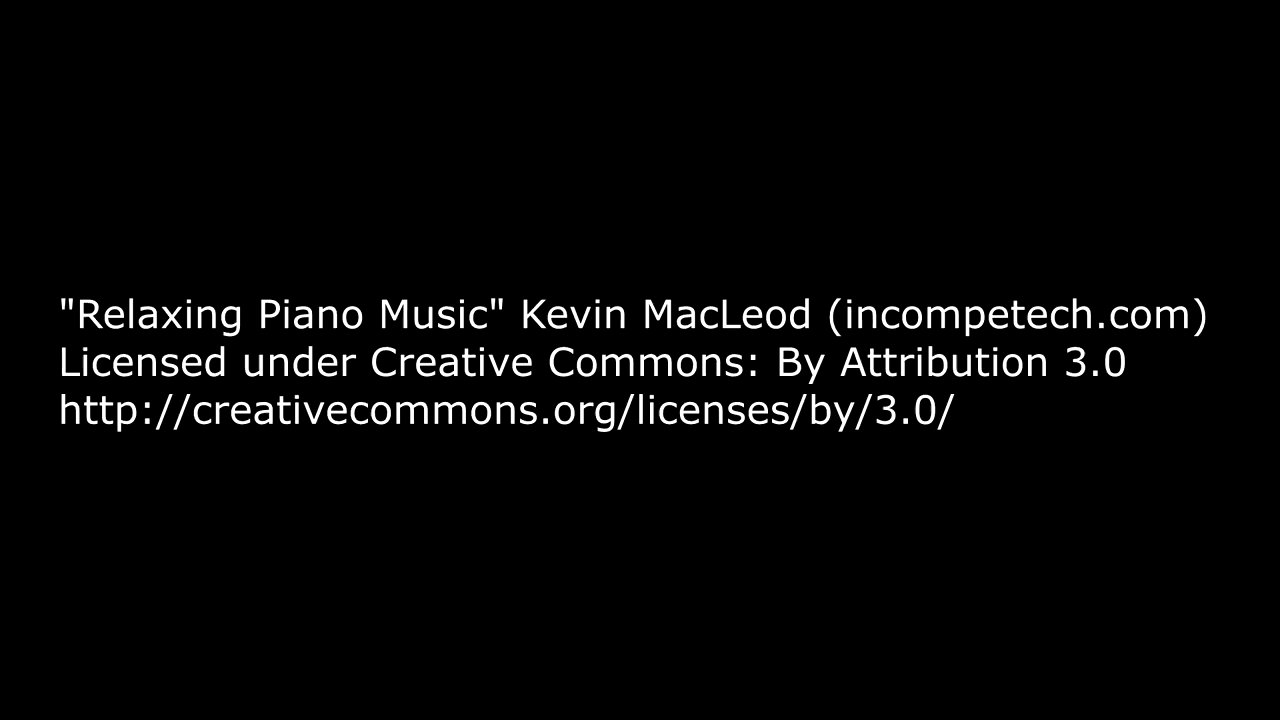 "Relaxing Piano Music" Kevin MacLeod (incompetech.com)
Licensed under Creative Commons: By Attribution 3.0
http://creativecommons.org/licenses/by/3.0/